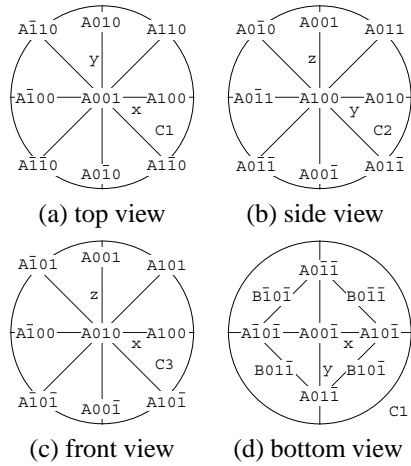 A1̄10 A010 A110
y
A1̄00 A001 A100
x
C1
A1̄1̄0 A01̄0 A11̄0
(a) top view
A01̄0 A001 A011
z
A01̄1 A100 A010
y
C2
A01̄1̄ A001̄ A011̄
(b) side view
A1̄01 A001 A101
z
A1̄00 A010 A100
x
C3
A1̄01̄ A001̄ A101̄
(c) front view
A01̄1̄
B1̄01̄ B01̄1̄
A1̄01̄ A001̄ A101̄
x
B011̄ y B101̄
A011̄
C1
(d) bottom view